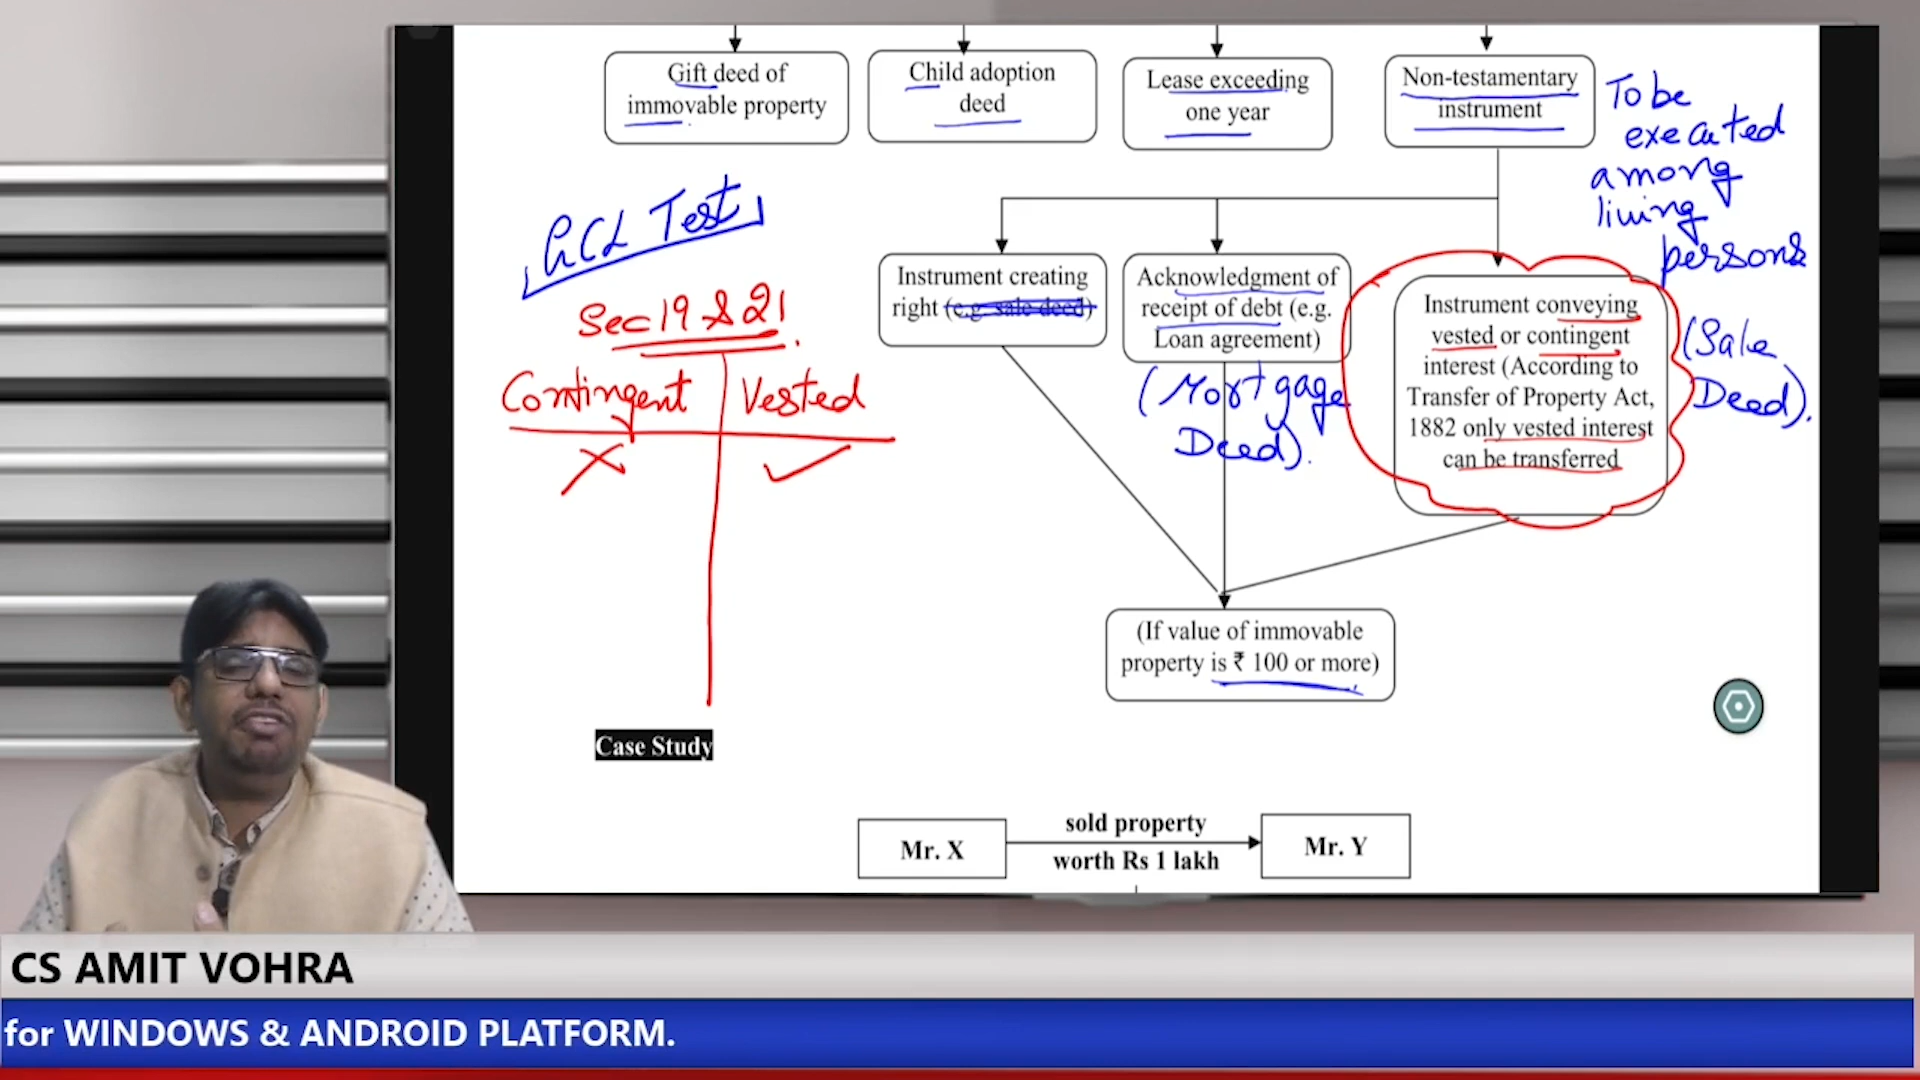 Gift deed of
immovable property
Child adoption
deed
Lease exceeding
one year
Non-testamentary
instrument
To be
executed
among
living
persons
GCL Test
Sec 19 & 21
Contingent
Vested
Instrument creating
right (e.g. sale deed)
Acknowledgment of
receipt of debt (e.g.
Loan agreement)
(Mortgage
Deed).
Instrument conveying
vested or contingent
interest (According to
Transfer of Property Act,
1882 only vested interest
can be transferred
(Sale
Deed).
(If value of immovable
property is ₹ 100 or more)
Case Study
Mr. X
sold property
worth Rs 1 lakh
Mr. Y
CS AMIT VOHRA
for WINDOWS & ANDROID PLATFORM.